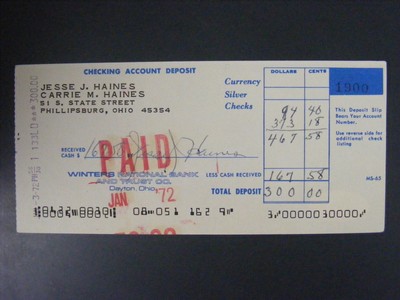 CHECKING ACCOUNT DEPOSIT
JESSE J. HAINES
CARRIE M. HAINES
51 S. STATE STREET
PHILLIPSBURG, OHIO 45354
Currency
Silver
Checks
DOLLARS CENTS
94 40
373 18
467 58
This Deposit Slip
Bears Your Account
Number.
Use reverse side for
additional check
listing
PAID
RECEIVED
CASH $
Haines
WINTERS NATIONAL BANK
AND TRUST CO.
Dayton, Ohio
LESS CASH RECEIVED
167 58
MS-65
TOTAL DEPOSIT
300 00
JAN '72